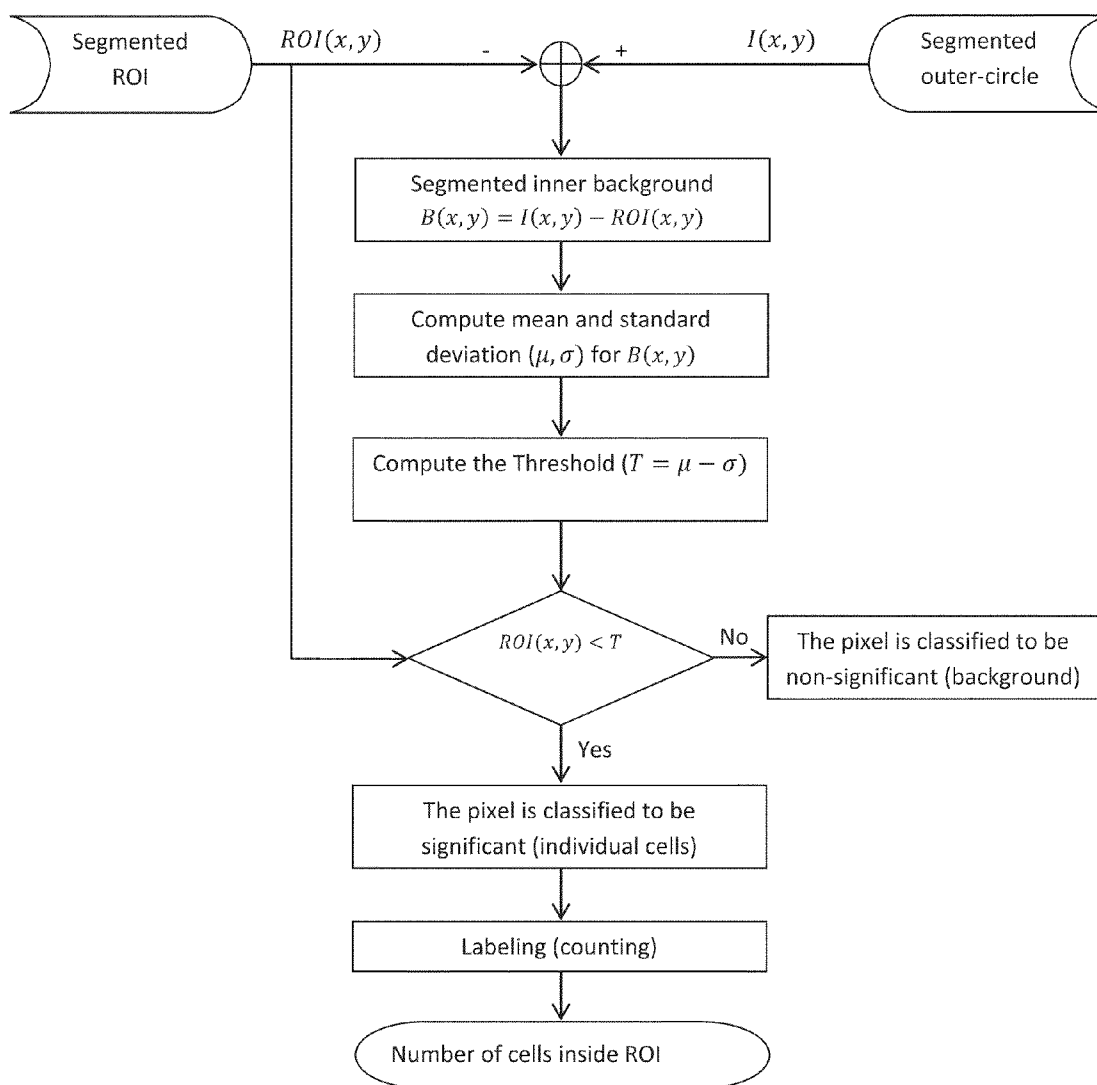 Segmented
ROI
ROI(x, y)
-
+
I(x, y)
Segmented
outer-circle
Segmented inner background
B(x, y) = I(x, y) − ROI(x, y)
Compute mean and standard
deviation (μ, σ) for B(x, y)
Compute the Threshold (T = μ − σ)
ROI(x, y) < T
No
The pixel is classified to be
non-significant (background)
Yes
The pixel is classified to be
significant (individual cells)
Labeling (counting)
Number of cells inside ROI